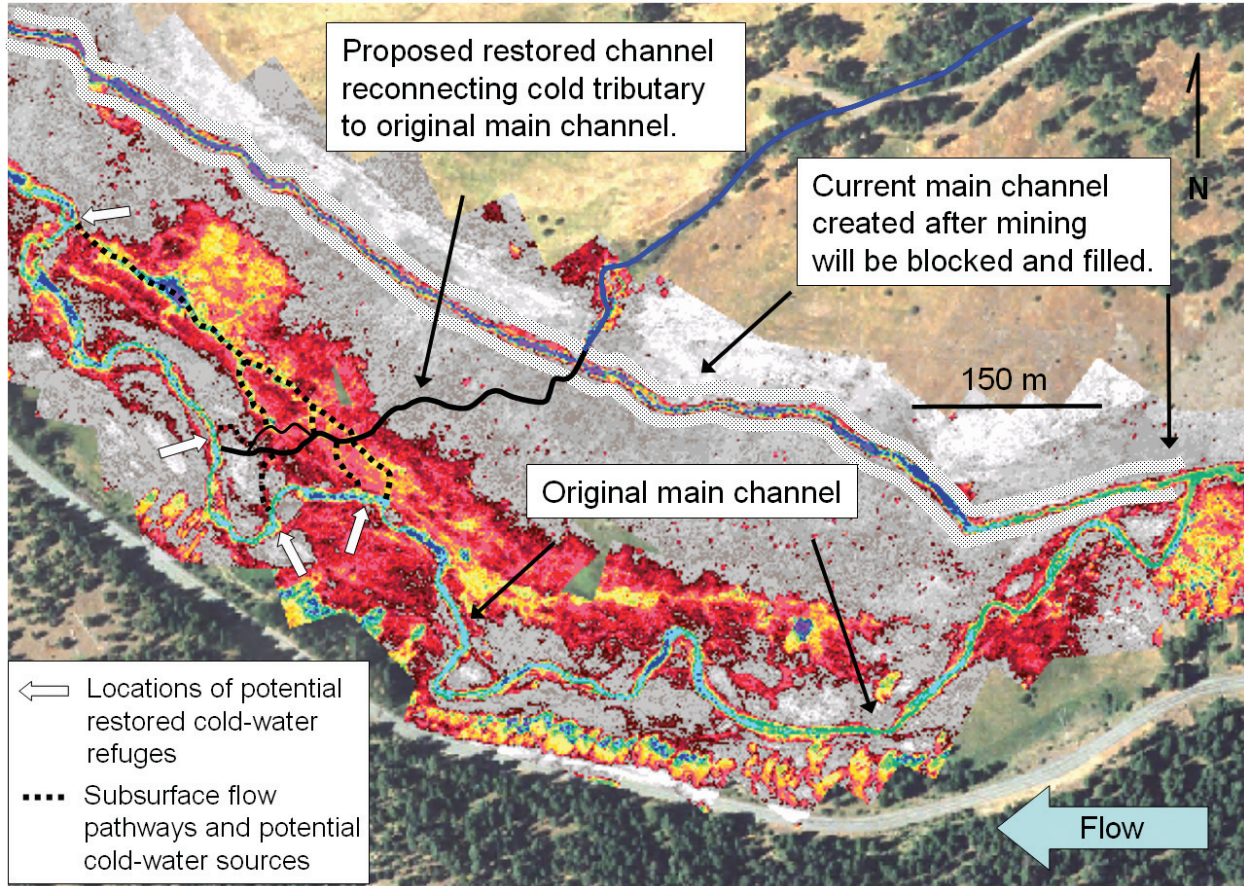 Proposed restored channel
reconnecting cold tributary
to original main channel.
N
Current main channel
created after mining
will be blocked and filled.
150 m
Original main channel
Locations of potential
restored cold-water
refuges
Subsurface flow
pathways and potential
cold-water sources
Flow